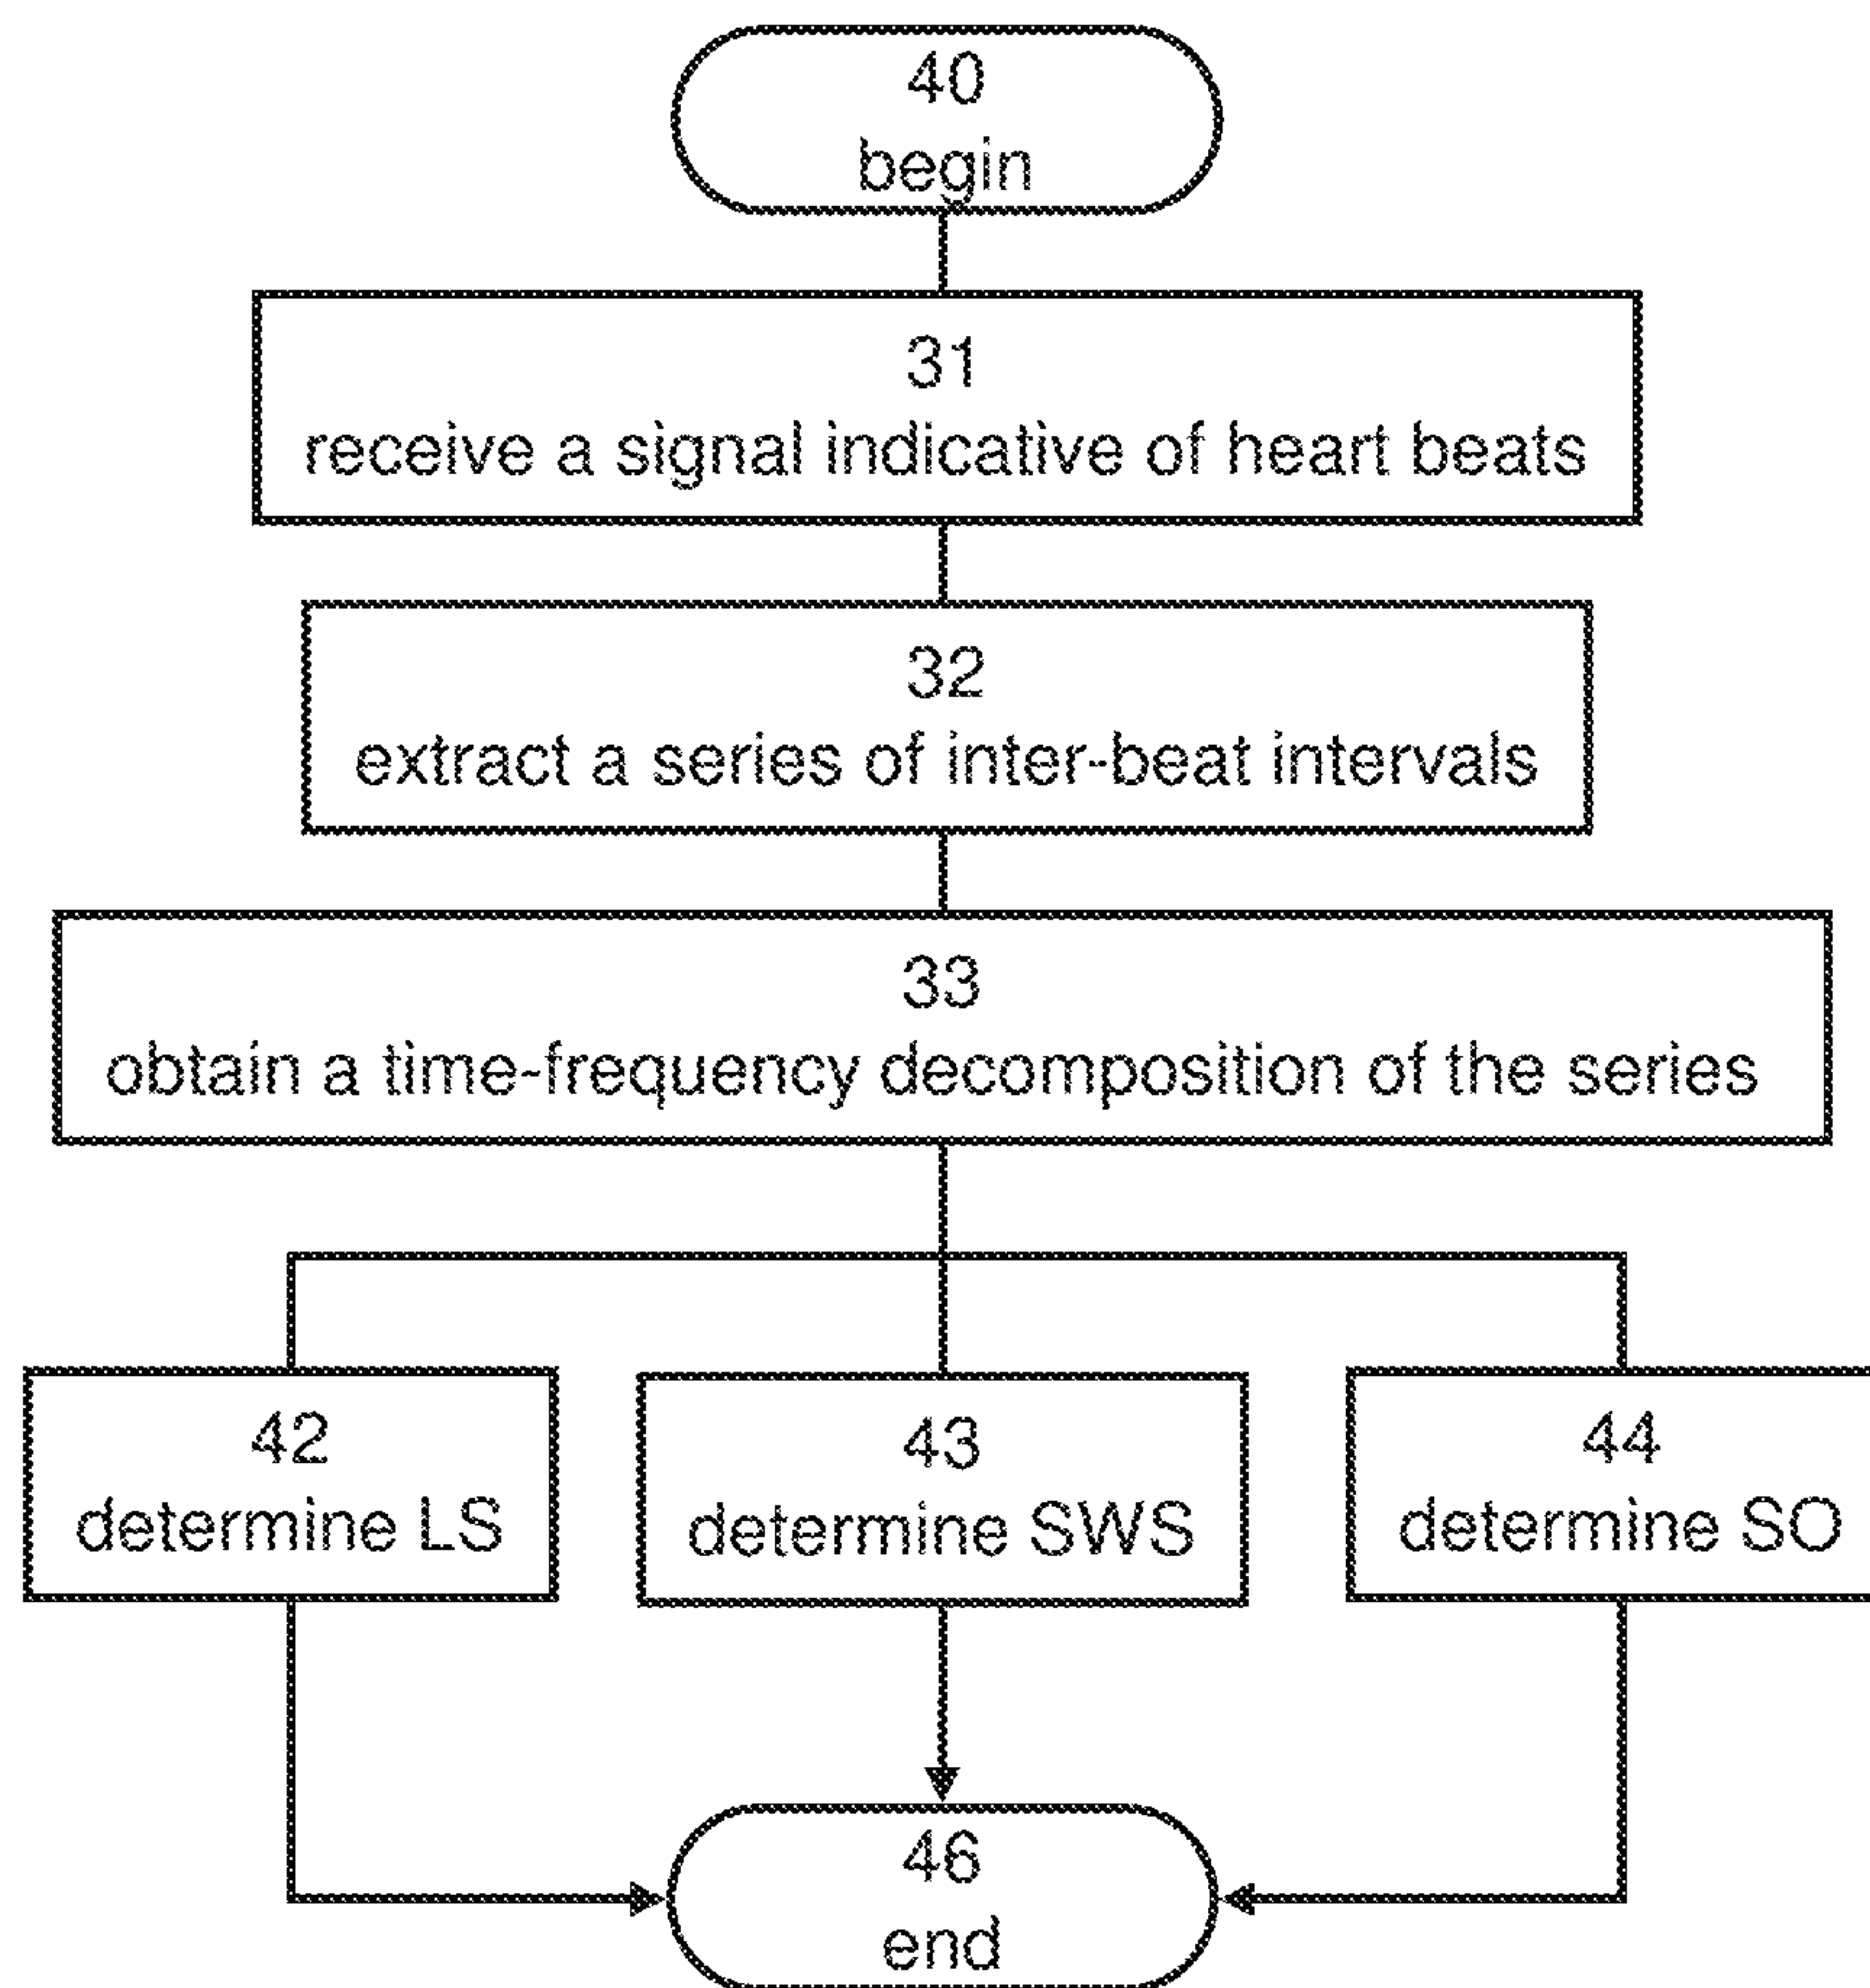 40
begin
31
receive a signal indicative of heart beats
32
extract a series of inter-beat intervals
33
obtain a time-frequency decomposition of the series
42
determine LS
43
determine SWS
44
determine SO
46
end